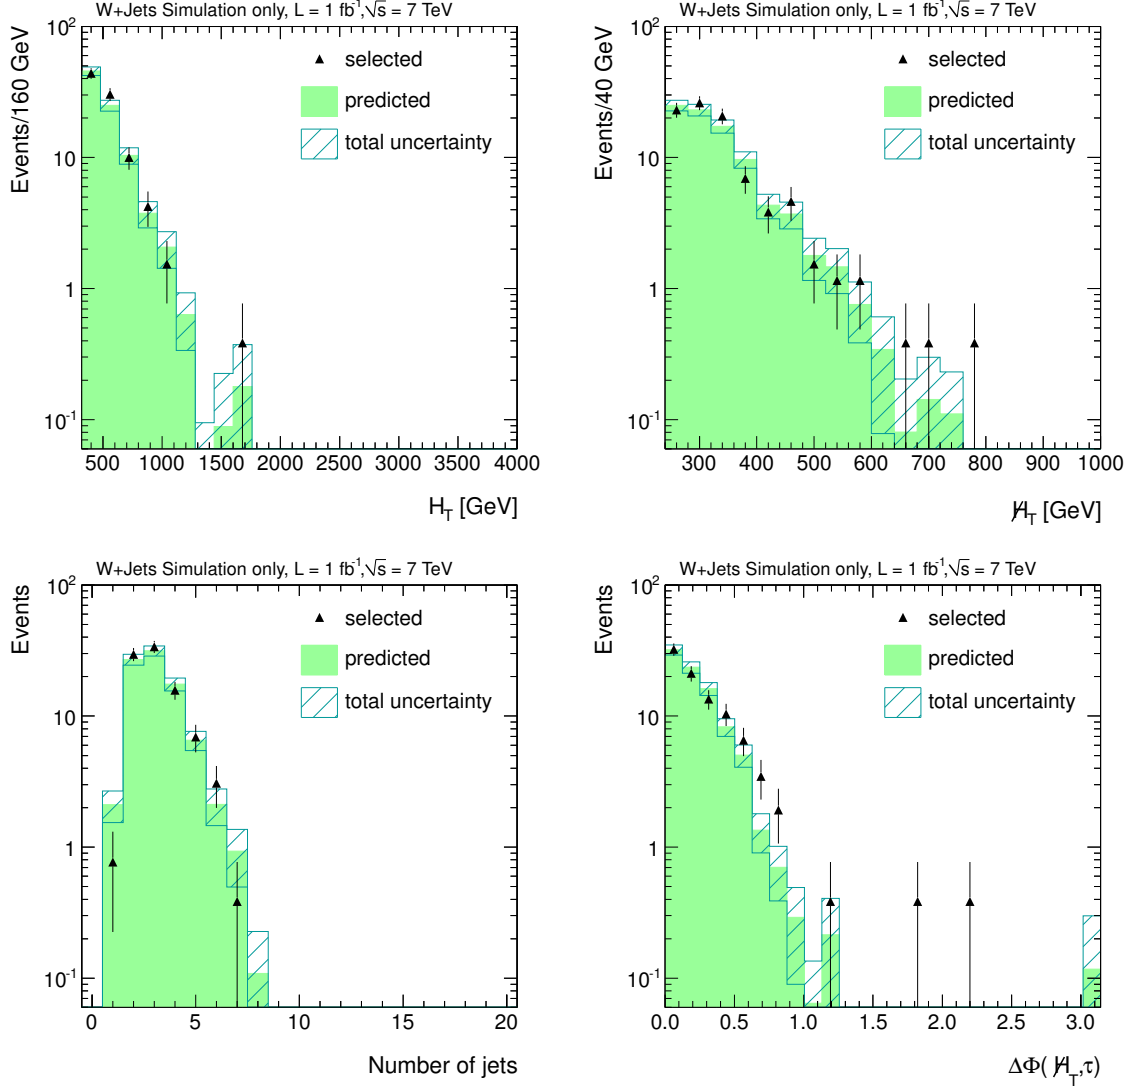 W+Jets Simulation only, L = 1 fb⁻¹,√s = 7 TeV
Events/160 GeV
10²
10
1
10⁻¹
selected
predicted
total uncertainty
500 1000 1500 2000 2500 3000 3500 4000
H_T [GeV]
W+Jets Simulation only, L = 1 fb⁻¹,√s = 7 TeV
Events/40 GeV
10²
10
1
10⁻¹
selected
predicted
total uncertainty
300 400 500 600 700 800 900 1000
H̸_T [GeV]
W+Jets Simulation only, L = 1 fb⁻¹,√s = 7 TeV
Events
10²
10
1
10⁻¹
selected
predicted
total uncertainty
0 5 10 15 20
Number of jets
W+Jets Simulation only, L = 1 fb⁻¹,√s = 7 TeV
Events
10²
10
1
10⁻¹
selected
predicted
total uncertainty
0.0 0.5 1.0 1.5 2.0 2.5 3.0
ΔΦ( H̸_T,τ)